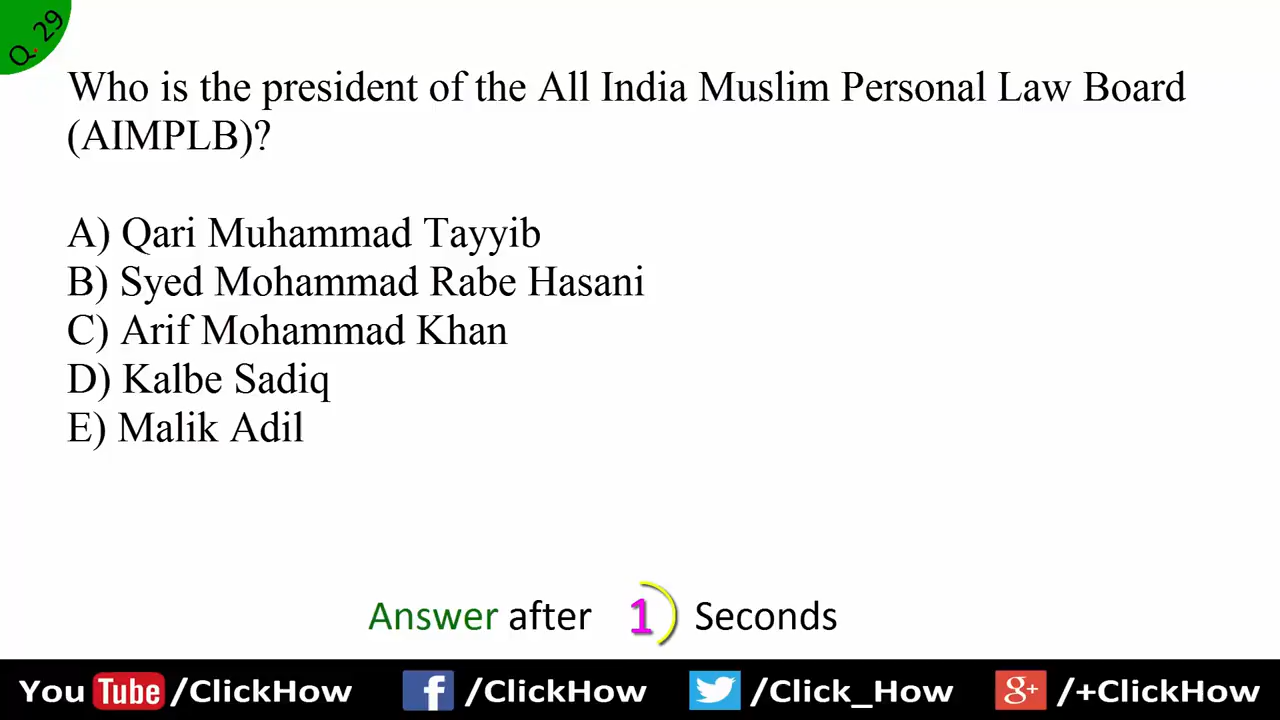 Q. 29
Who is the president of the All India Muslim Personal Law Board
(AIMPLB)?
A) Qari Muhammad Tayyib
B) Syed Mohammad Rabe Hasani
C) Arif Mohammad Khan
D) Kalbe Sadiq
E) Malik Adil
Answer after 1 Seconds
You Tube /ClickHow f /ClickHow /Click_How g+ /+ClickHow